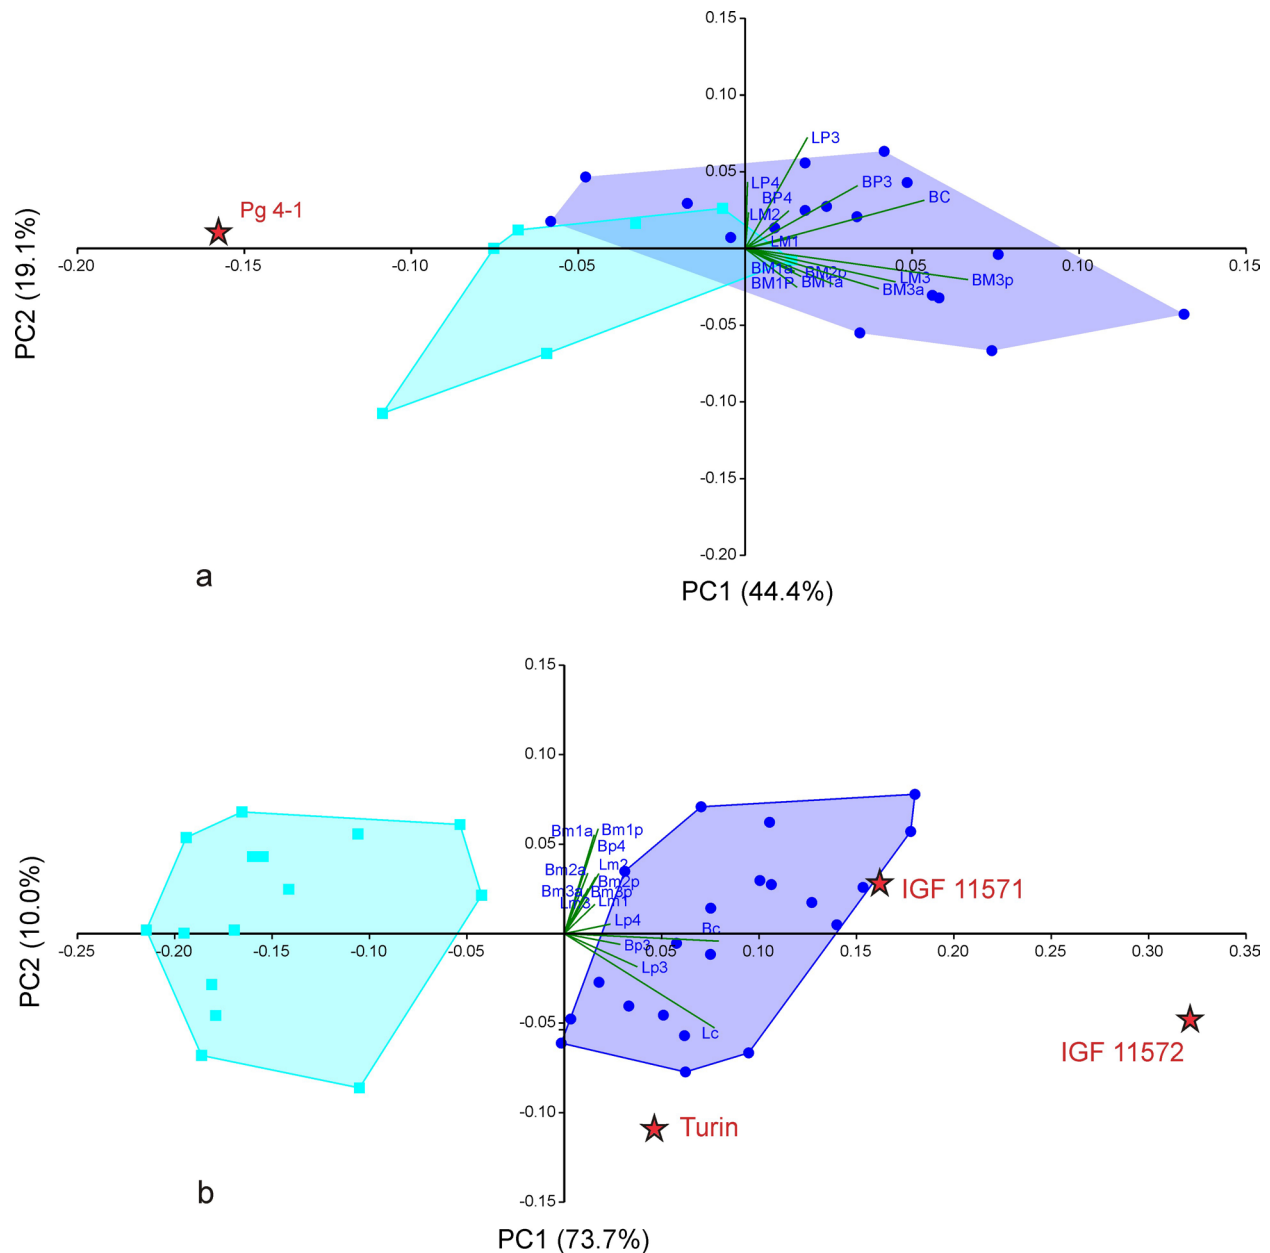 0.15
0.10
LP3
0.05
LP4
BP3
BP4
BC
LM2
Pg 4-1
LM1
-0.20
-0.15
-0.10
-0.05
0.05
0.10
0.15
BM1a
BM2p
LM3
BM3p
BM1P
BM1a
BM3a
-0.05
-0.10
-0.15
-0.20
PC2 (19.1%)
a
PC1 (44.4%)
0.15
0.10
0.05
Bm1a
Bm1p
Bp4
Bm2a
Lm2
Bm2p
Bm3a
Bm3p
Lm3
Lm1
Lp4
Bc
IGF 11571
-0.25
-0.20
-0.15
-0.10
-0.05
0.05
0.10
0.15
0.20
0.25
0.30
0.35
Bp3
Lp3
Lc
-0.05
IGF 11572
-0.10
Turin
-0.15
PC2 (10.0%)
b
PC1 (73.7%)